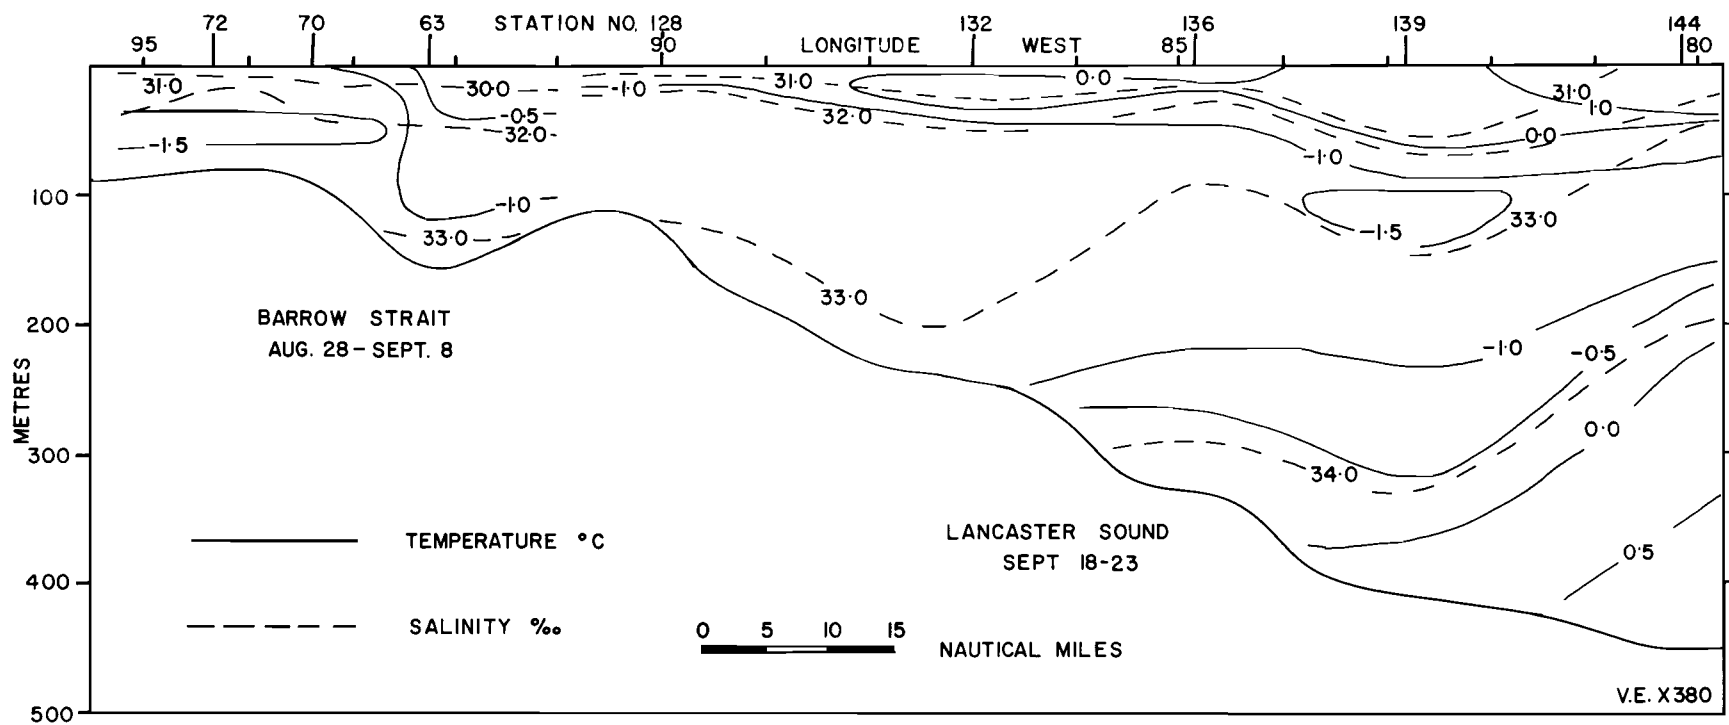 72 70 63 STATION NO. 128 132 136 139 144
95 90 LONGITUDE WEST 85 80
31·0 30·0 -1·0 31·0 0·0 31·0
1·0
-0·5 32·0
32·0 0·0
-1·5 -1·0
100 -1·0 33·0
33·0 -1·5
33·0
200
BARROW STRAIT
AUG. 28 – SEPT. 8
-1·0 -0·5
METRES
0·0
300
34·0
LANCASTER SOUND
SEPT 18-23
TEMPERATURE °C
0·5
400
SALINITY ‰
0 5 10 15
NAUTICAL MILES
V.E. X380
500